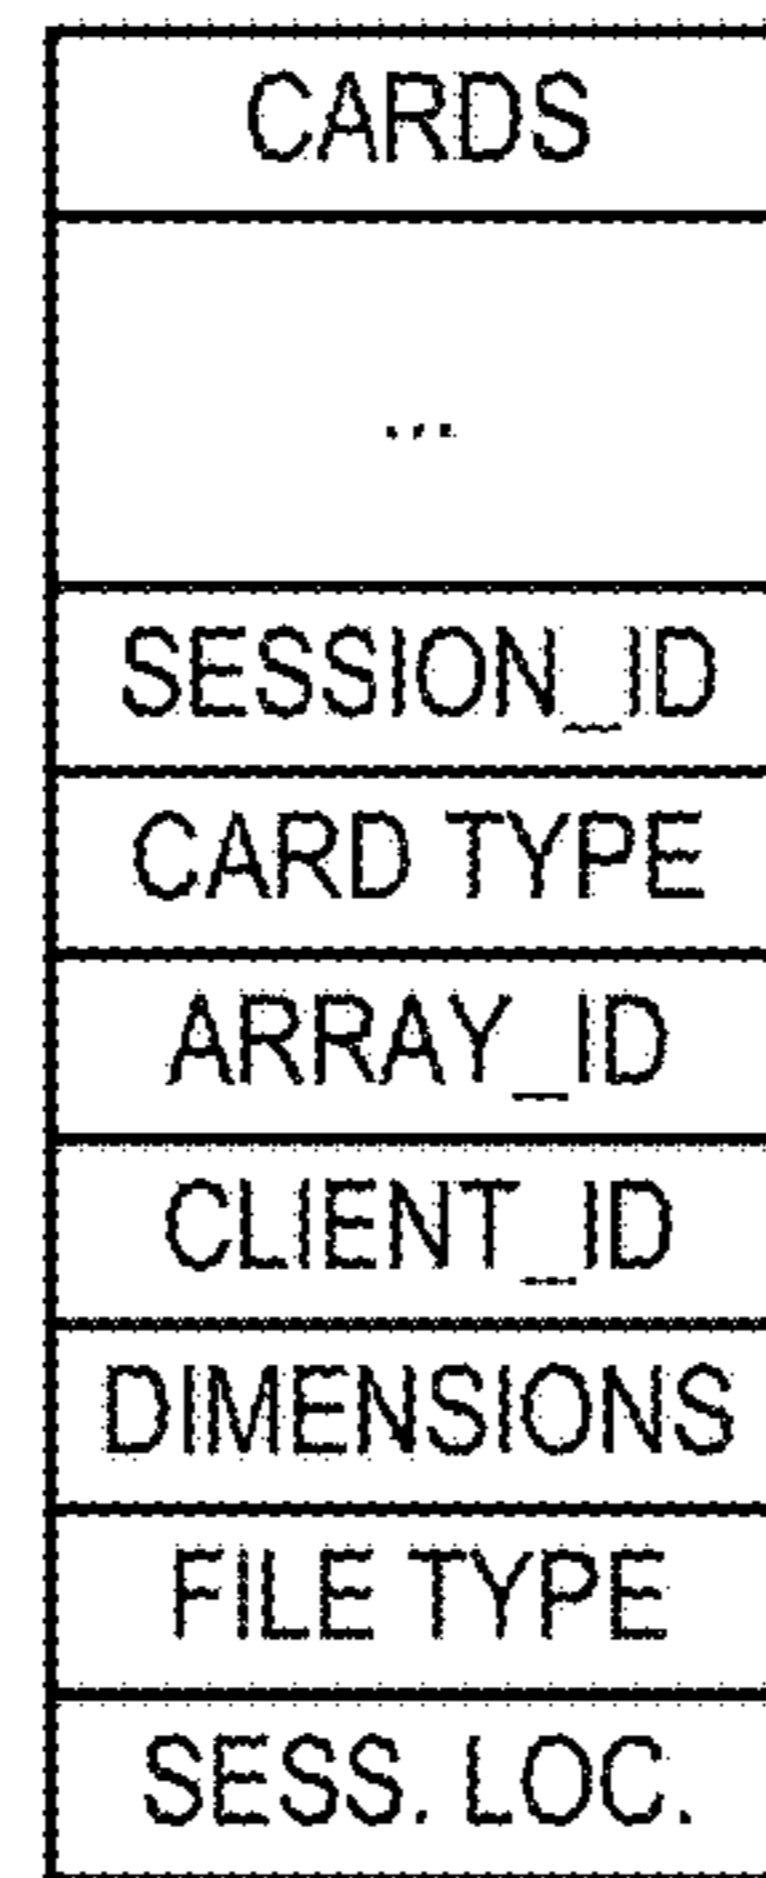 CARDS
...
SESSION_ID
CARD TYPE
ARRAY_ID
CLIENT_ID
DIMENSIONS
FILE TYPE
SESS. LOC.